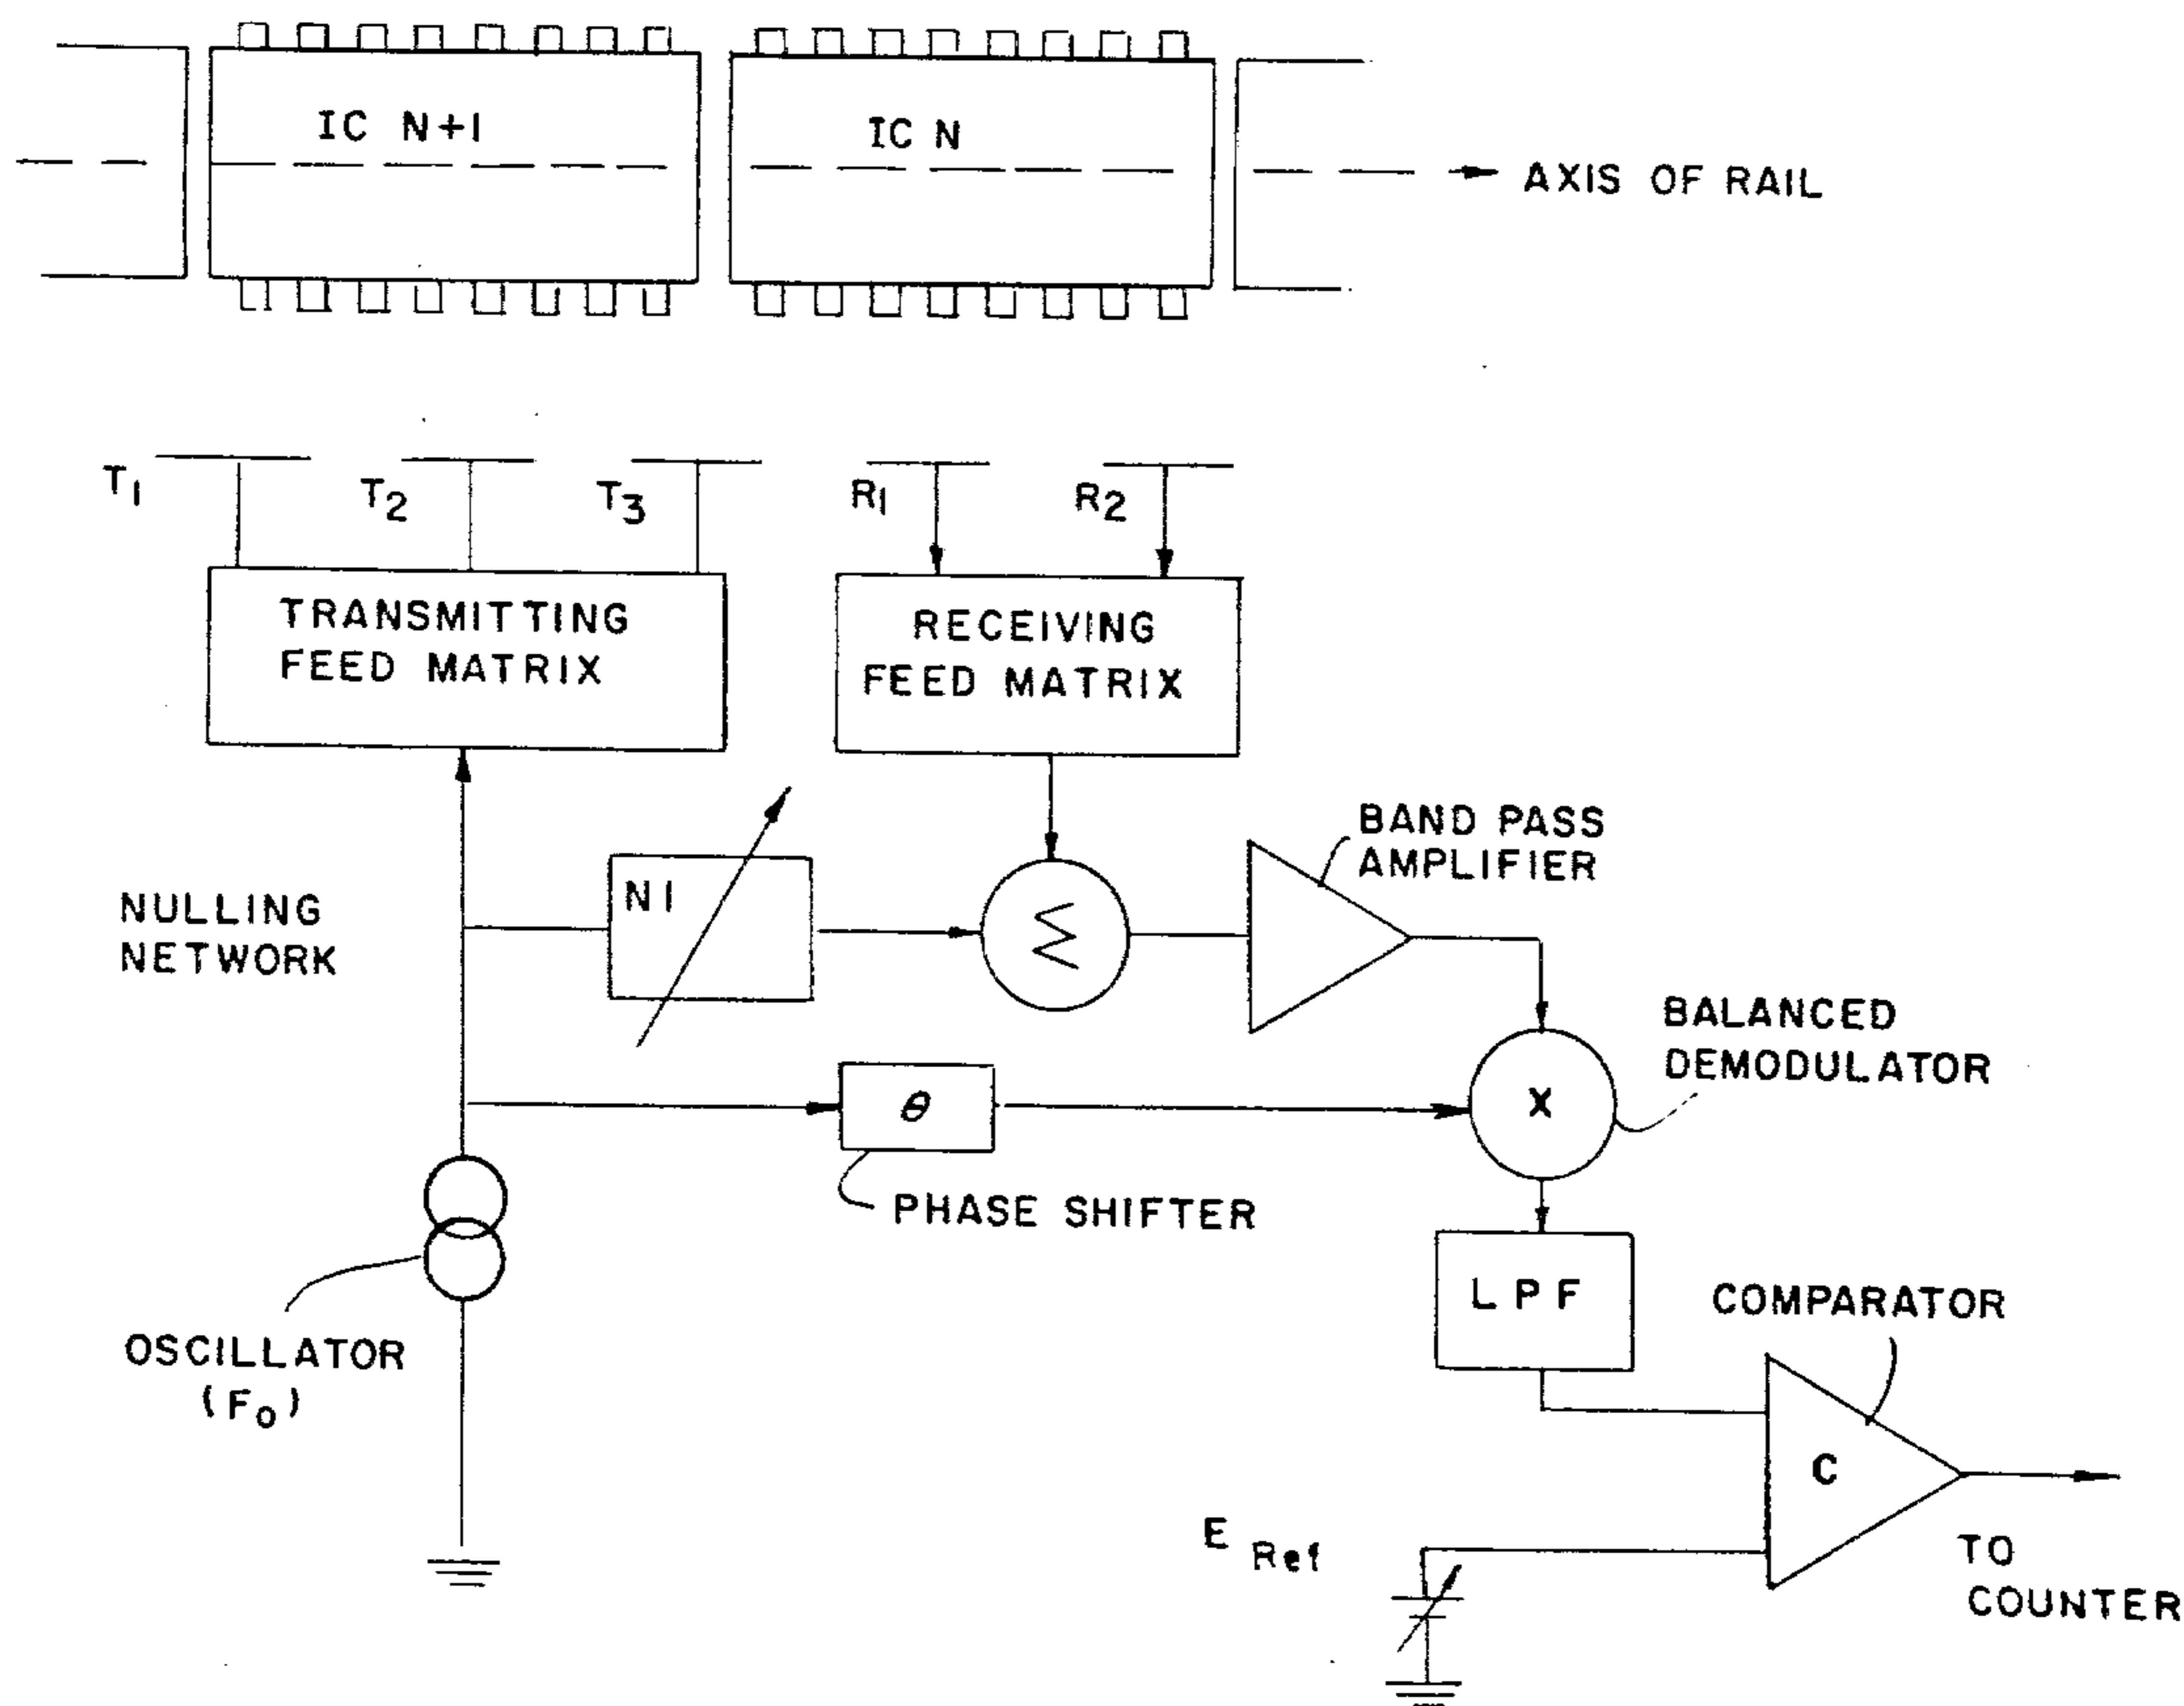 IC N+1
IC N
AXIS OF RAIL
T1
T2
T3
R1
R2
TRANSMITTING
FEED MATRIX
RECEIVING
FEED MATRIX
BAND PASS
AMPLIFIER
NULLING
NETWORK
N1
Σ
BALANCED
DEMODULATOR
θ
X
PHASE SHIFTER
LPF
COMPARATOR
OSCILLATOR
(Fo)
C
E Ref
TO
COUNTER